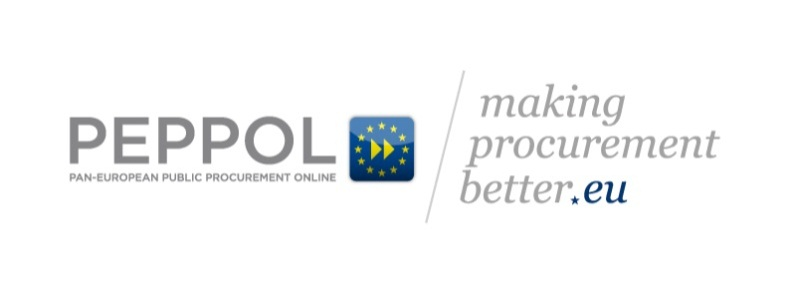 PEPPOL
PAN-EUROPEAN PUBLIC PROCUREMENT ONLINE
making
procurement
better.eu